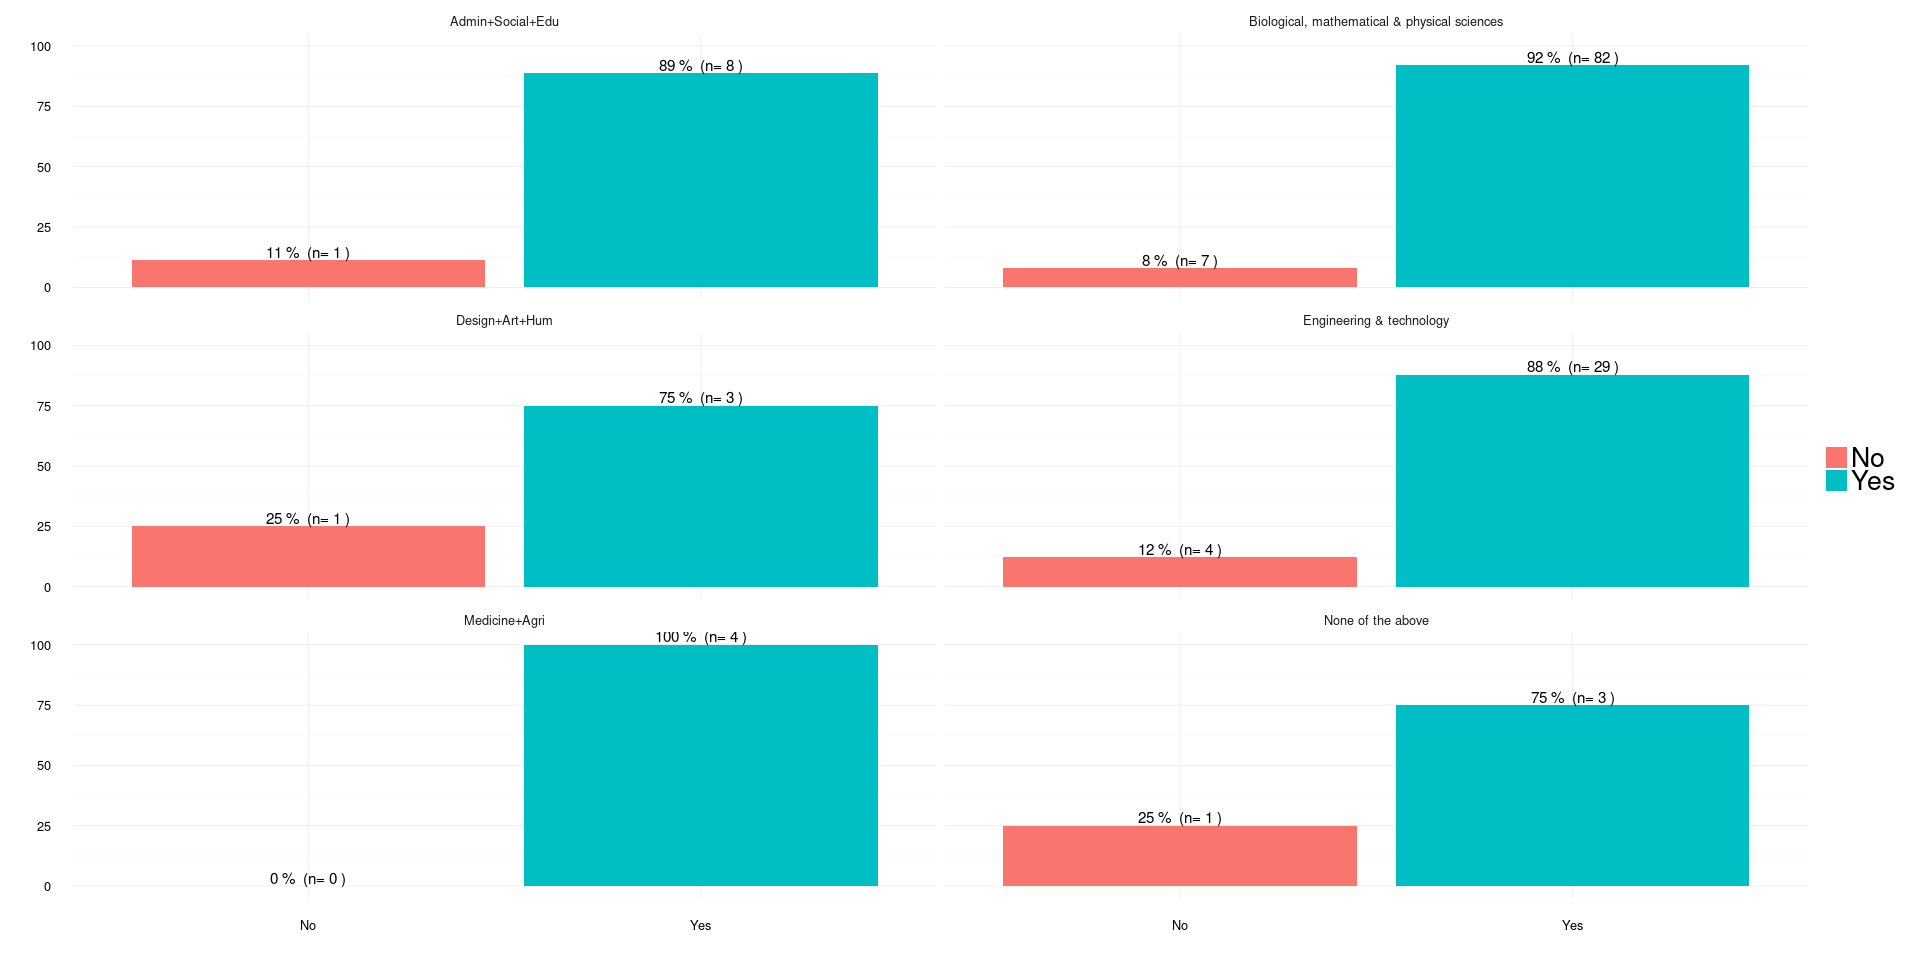 Admin+Social+Edu
Biological, mathematical & physical sciences
100
75
50
25
0
11 % (n= 1 )
89 % (n= 8 )
8 % (n= 7 )
92 % (n= 82 )
Design+Art+Hum
Engineering & technology
100
75
50
25
0
25 % (n= 1 )
75 % (n= 3 )
12 % (n= 4 )
88 % (n= 29 )
No
Yes
Medicine+Agri
None of the above
100
75
50
25
0
0 % (n= 0 )
100 % (n= 4 )
25 % (n= 1 )
75 % (n= 3 )
No
Yes
No
Yes